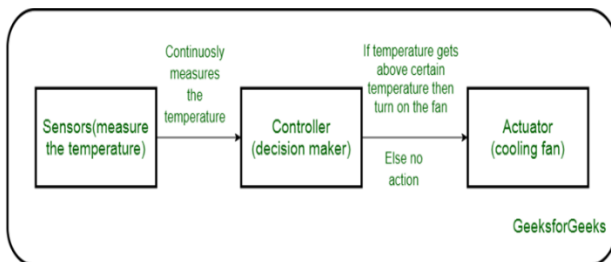 Continuosly
measures
the
temperature
If temperature gets
above certain
temperature then
turn on the fan
Sensors(measure
the temperature)
Controller
(decision maker)
Actuator
(cooling fan)
Else no
action
GeeksforGeeks